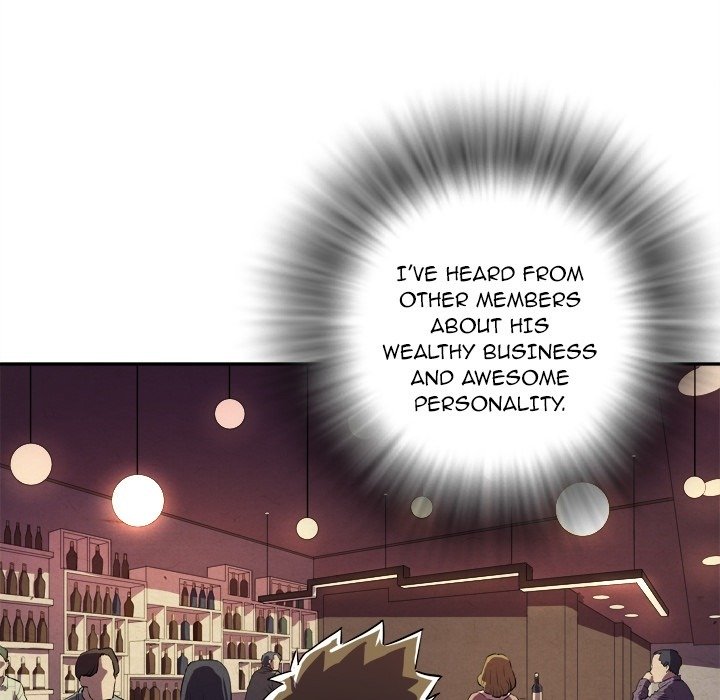 I'VE HEARD FROM
OTHER MEMBERS
ABOUT HIS
WEALTHY BUSINESS
AND AWESOME
PERSONALITY.